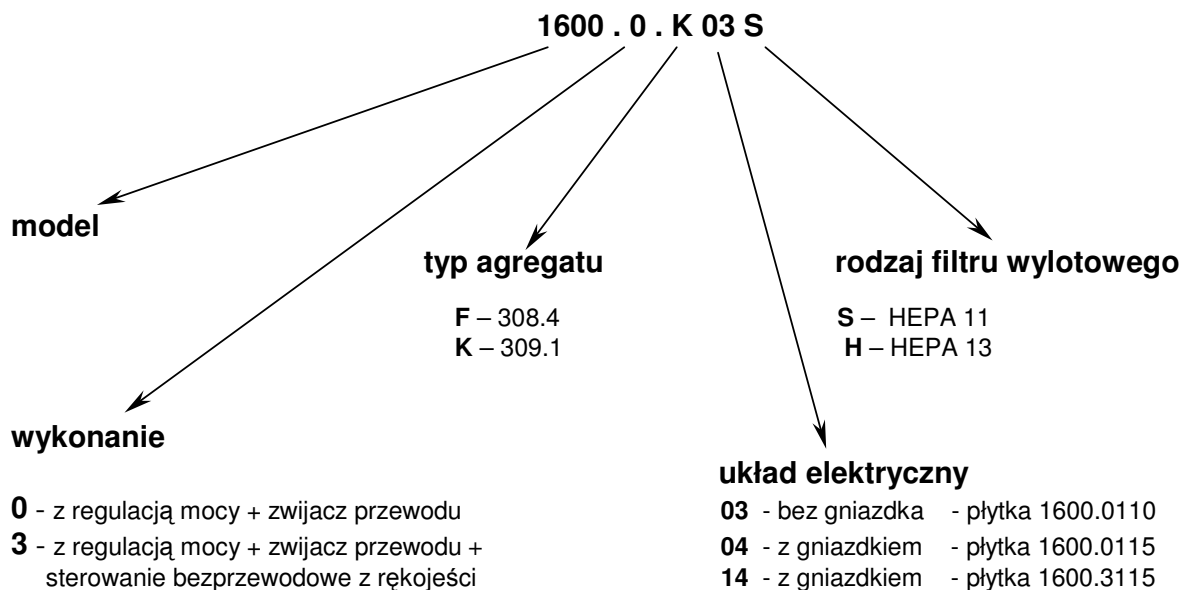 1600 . 0 . K 03 S
model
typ agregatu
F – 308.4
K – 309.1
rodzaj filtru wylotowego
S – HEPA 11
H – HEPA 13
wykonanie
0 - z regulacją mocy + zwijacz przewodu
3 - z regulacją mocy + zwijacz przewodu +
sterowanie bezprzewodowe z rękojeści
układ elektryczny
03 - bez gniazdka - płytka 1600.0110
04 - z gniazdkiem - płytka 1600.0115
14 - z gniazdkiem - płytka 1600.3115